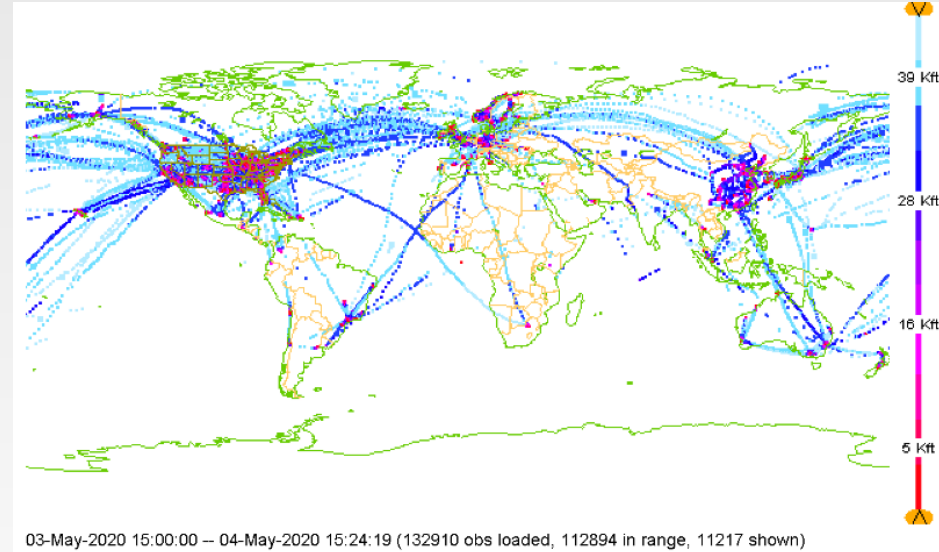 39 Kft
28 Kft
16 Kft
5 Kft
03-May-2020 15:00:00 -- 04-May-2020 15:24:19 (132910 obs loaded, 112894 in range, 11217 shown)